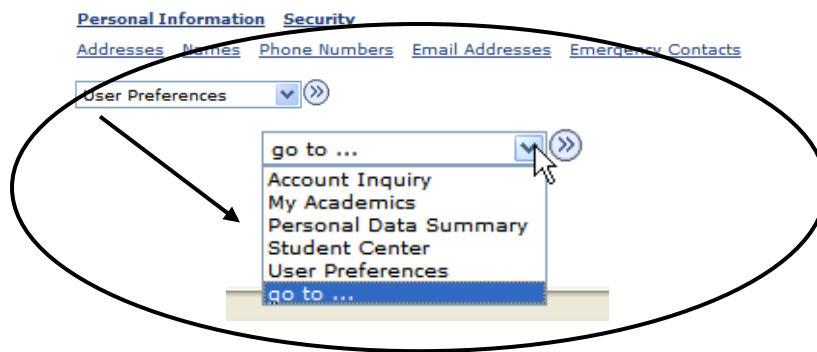 Personal Information Security
Addresses Names Phone Numbers Email Addresses Emergency Contacts
User Preferences
go to ...
Account Inquiry
My Academics
Personal Data Summary
Student Center
User Preferences
go to ...